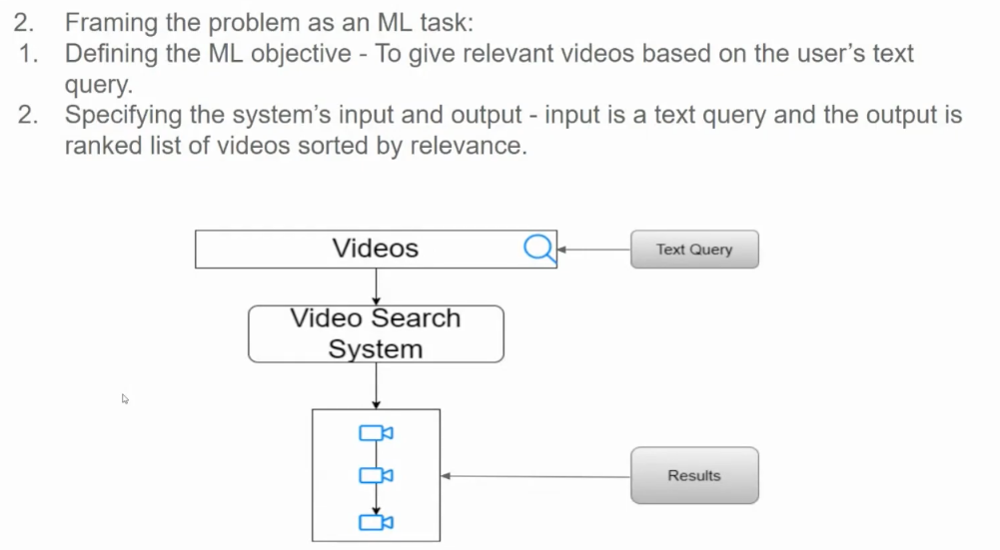 2. Framing the problem as an ML task:
1. Defining the ML objective - To give relevant videos based on the user's text
query.
2. Specifying the system's input and output - input is a text query and the output is
ranked list of videos sorted by relevance.
Videos
Text Query
Video Search
System
Results